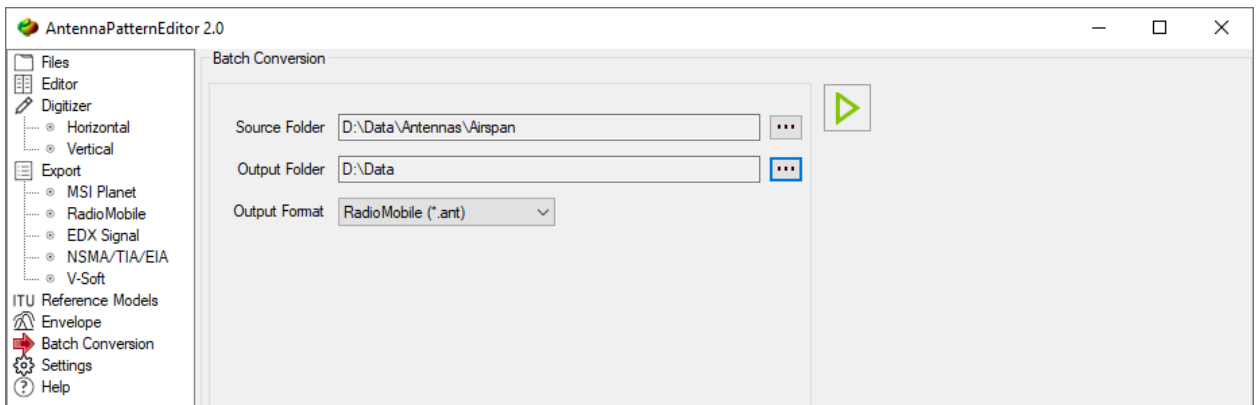 AntennaPatternEditor 2.0
Files
Editor
Digitizer
Horizontal
Vertical
Export
MSI Planet
RadioMobile
EDX Signal
NSMA/TIA/EIA
V-Soft
ITU Reference Models
Envelope
Batch Conversion
Settings
? Help
Batch Conversion
Source Folder D:\Data\Antennas\Airspan ...
Output Folder D:\Data ...
Output Format RadioMobile (*.ant)